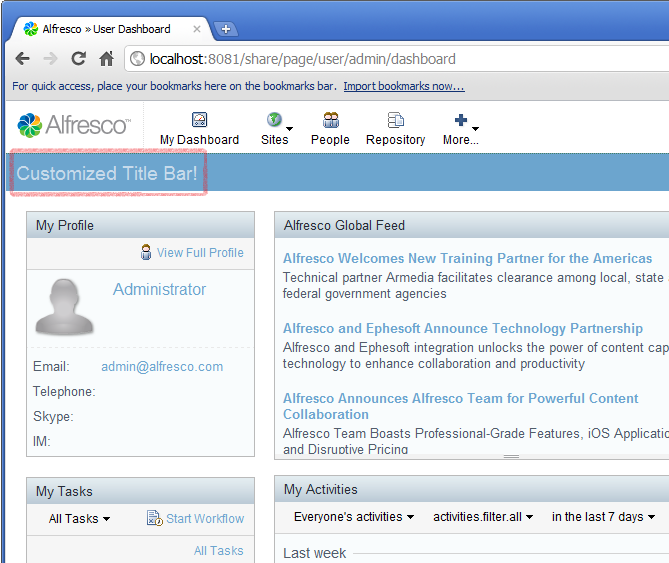 Alfresco » User Dashboard
localhost:8081/share/page/user/admin/dashboard
For quick access, place your bookmarks here on the bookmarks bar. Import bookmarks now...
Alfresco™
My Dashboard
Sites
People
Repository
More...
Customized Title Bar!
My Profile
View Full Profile
Administrator
Email: admin@alfresco.com
Telephone:
Skype:
IM:
My Tasks
All Tasks
Start Workflow
All Tasks
Alfresco Global Feed
Alfresco Welcomes New Training Partner for the Americas
Technical partner Armedia facilitates clearance among local, state
federal government agencies
Alfresco and Ephesoft Announce Technology Partnership
Alfresco and Ephesoft integration unlocks the power of content cap
technology to enhance collaboration and productivity
Alfresco Announces Alfresco Team for Powerful Content
Collaboration
Alfresco Team Boasts Professional-Grade Features, iOS Applicatio
and Disruptive Pricing
My Activities
Everyone's activities
activities.filter.all
in the last 7 days
Last week